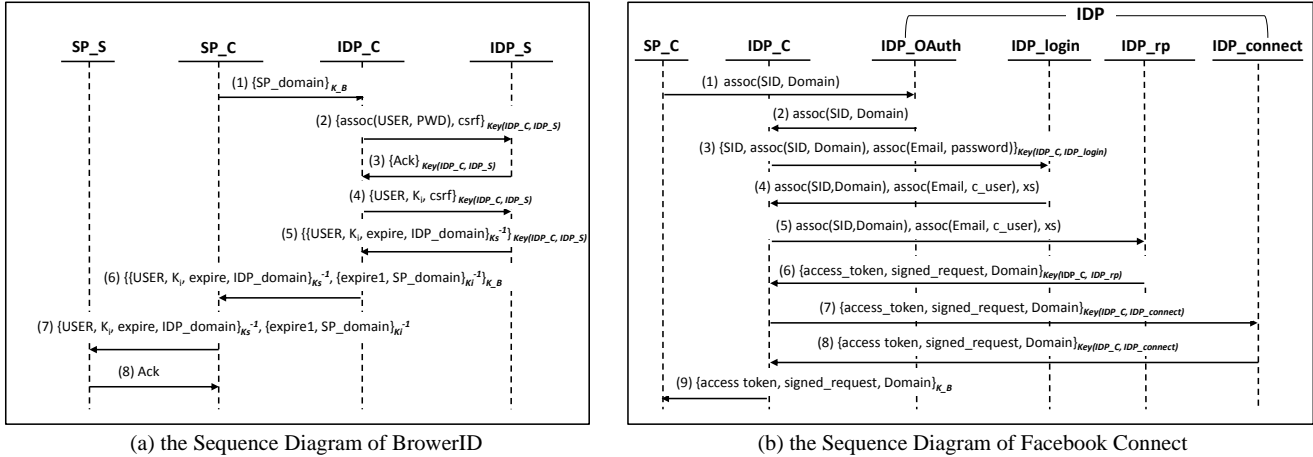 SP_S SP_C IDP_C IDP_S
(1) {SP_domain}K_B
(2) {assoc(USER, PWD), csrf}Key(IDP_C, IDP_S)
(3) {Ack}Key(IDP_C, IDP_S)
(4) {USER, Ki, csrf}Key(IDP_C, IDP_S)
(5) {{USER, Ki, expire, IDP_domain}Ks-1}Key(IDP_C, IDP_S)
(6) {{USER, Ki, expire, IDP_domain}Ks-1, {expire1, SP_domain}Ki-1}K_B
(7) {USER, Ki, expire, IDP_domain}Ks-1, {expire1, SP_domain}Ki-1
(8) Ack
(a) the Sequence Diagram of BrowerID
IDP
SP_C IDP_C IDP_OAuth IDP_login IDP_rp IDP_connect
(1) assoc(SID, Domain)
(2) assoc(SID, Domain)
(3) {SID, assoc(SID, Domain), assoc(Email, password)}Key(IDP_C, IDP_login)
(4) assoc(SID,Domain), assoc(Email, c_user), xs)
(5) assoc(SID,Domain), assoc(Email, c_user), xs)
(6) {access_token, signed_request, Domain}Key(IDP_C, IDP_rp)
(7) {access_token, signed_request, Domain}Key(IDP_C, IDP_connect)
(8) {access token, signed_request, Domain}Key(IDP_C, IDP_connect)
(9) {access token, signed_request, Domain}K_B
(b) the Sequence Diagram of Facebook Connect